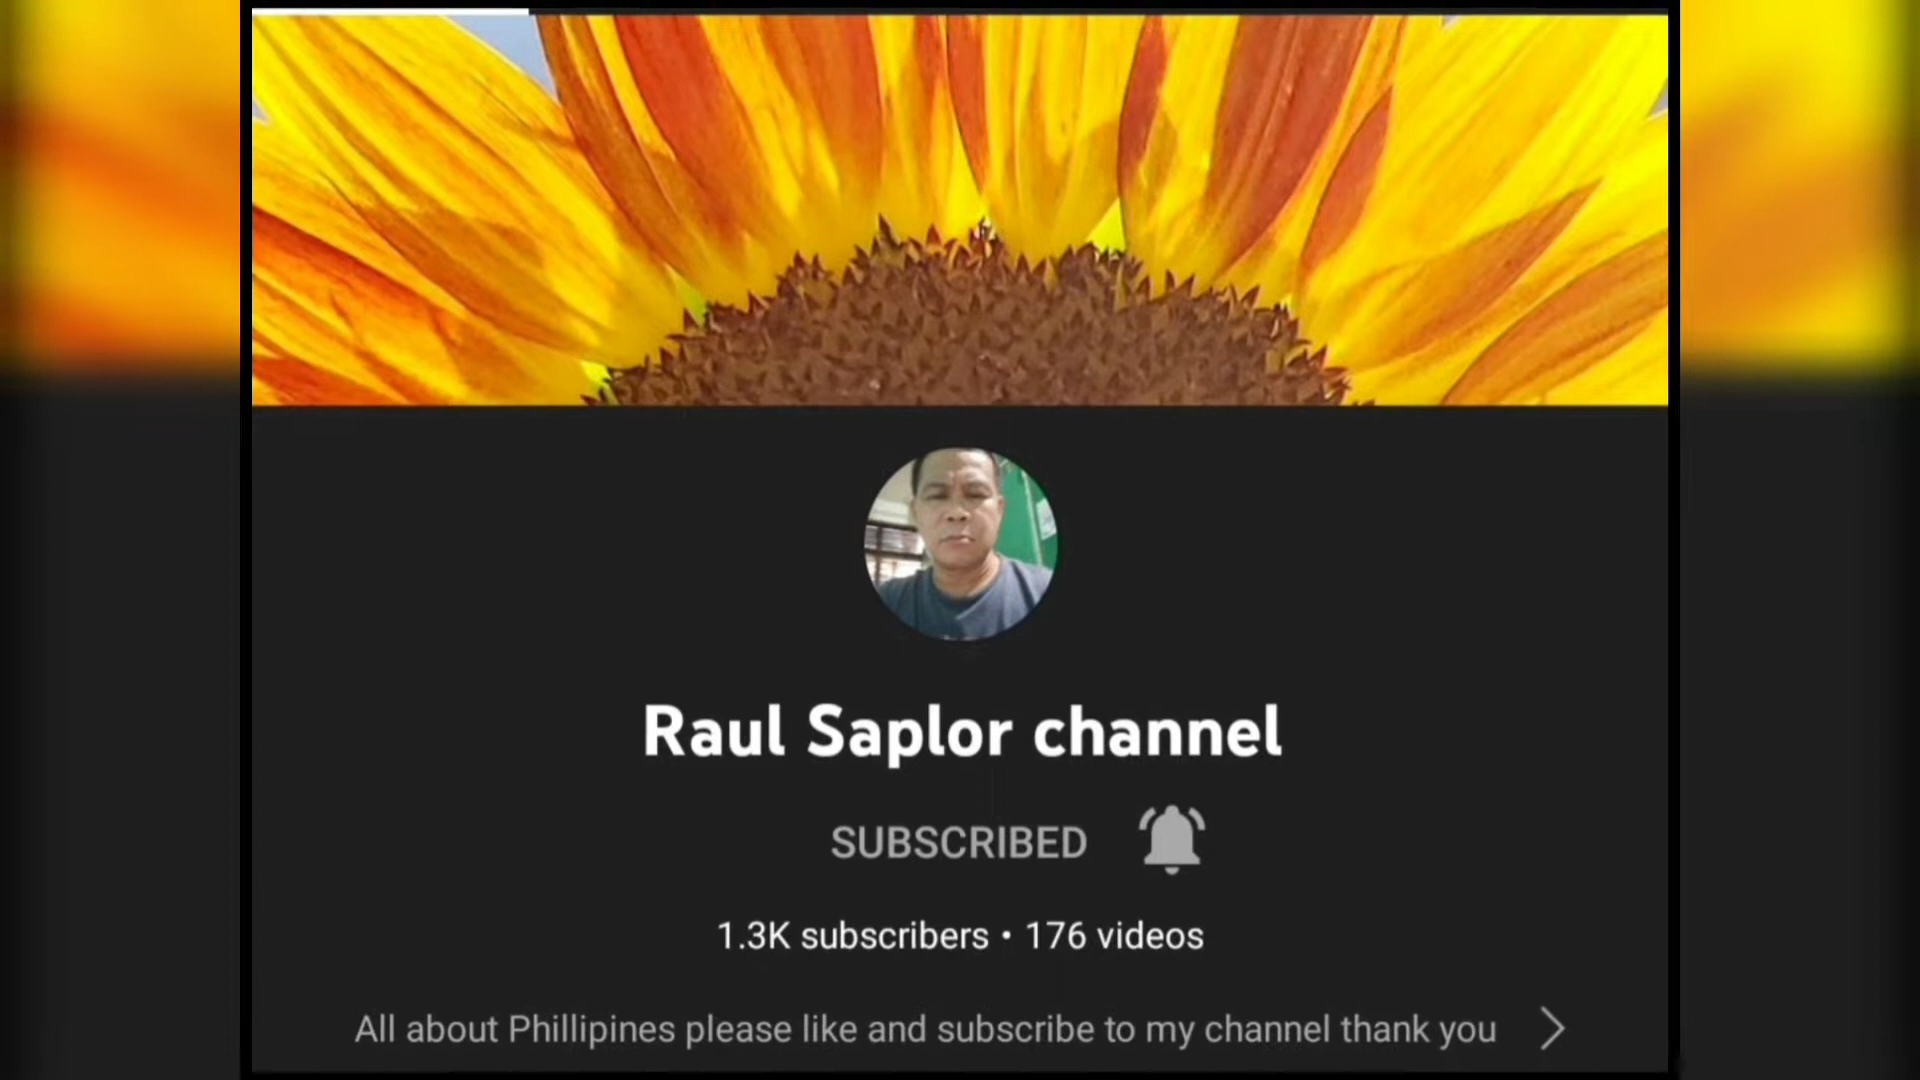 Raul Saplor channel
SUBSCRIBED
1.3K subscribers • 176 videos
All about Phillipines please like and subscribe to my channel thank you